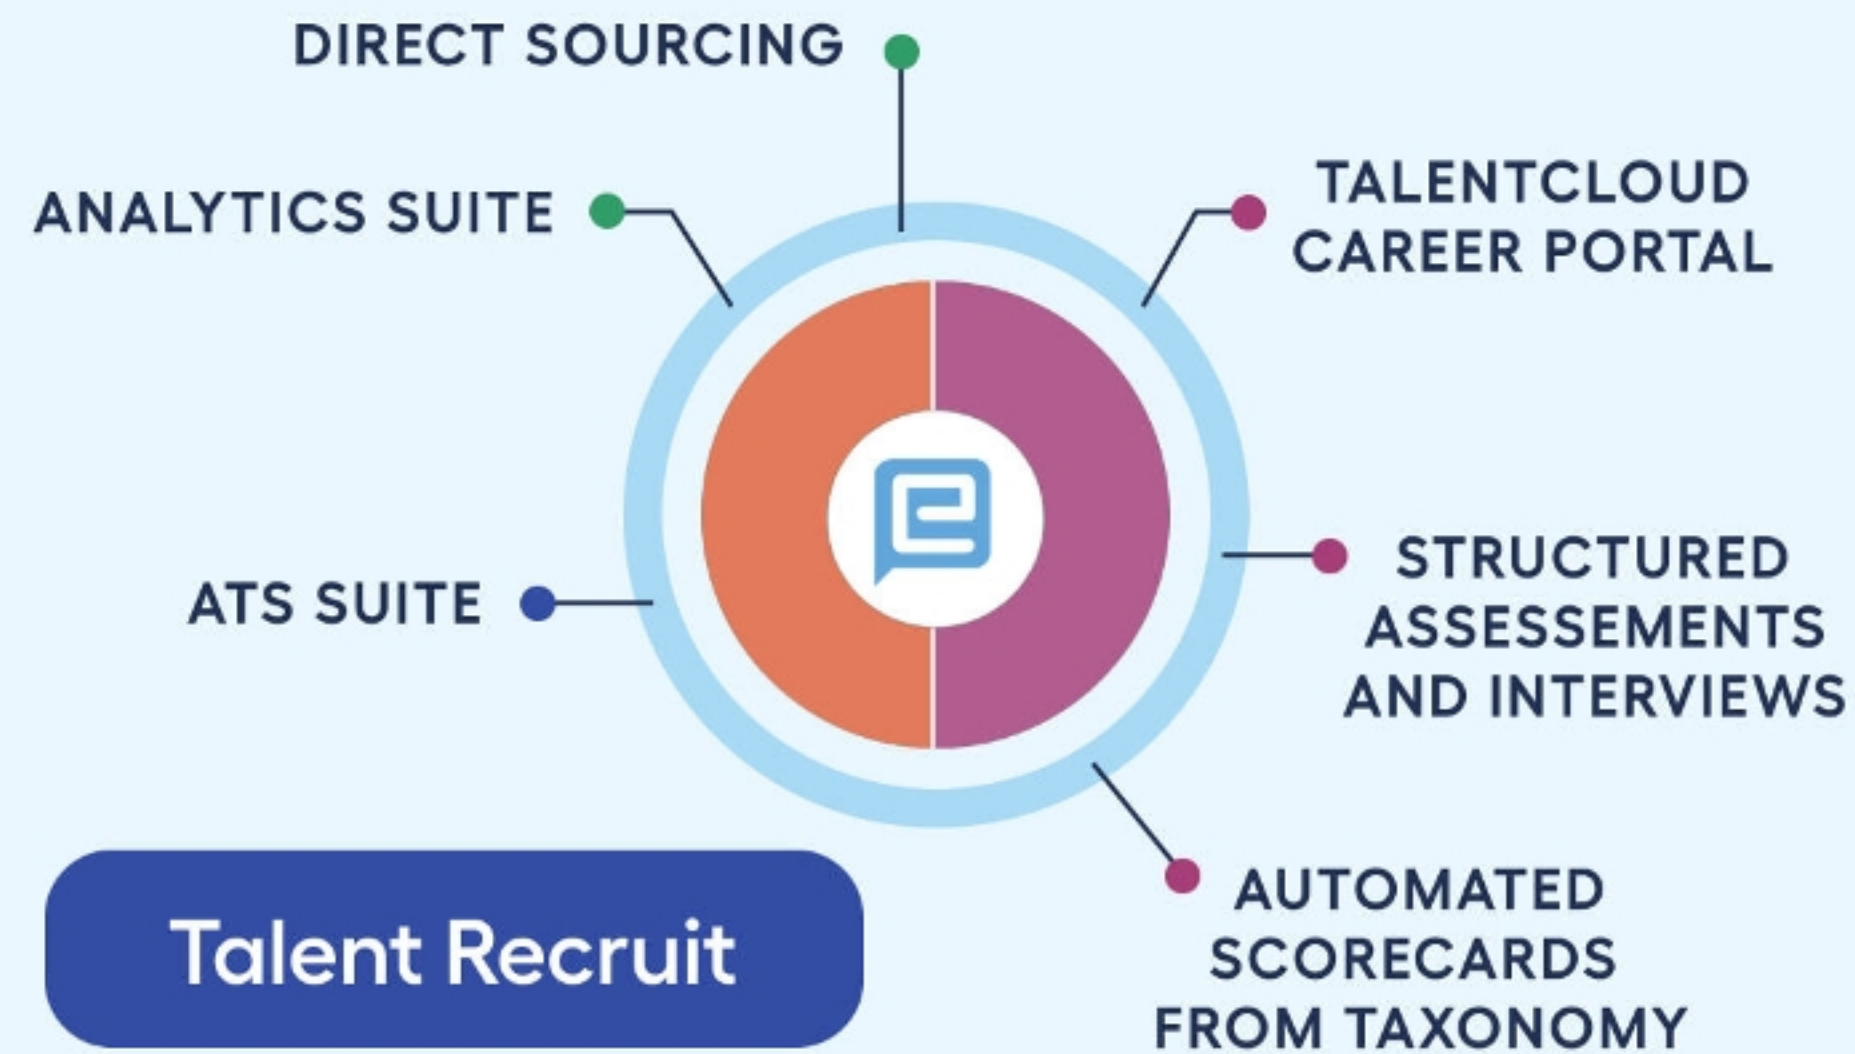 DIRECT SOURCING
ANALYTICS SUITE
TALENTCLOUD
CAREER PORTAL
ATS SUITE
STRUCTURED
ASSESSEMENTS
AND INTERVIEWS
AUTOMATED
SCORECARDS
FROM TAXONOMY
Talent Recruit